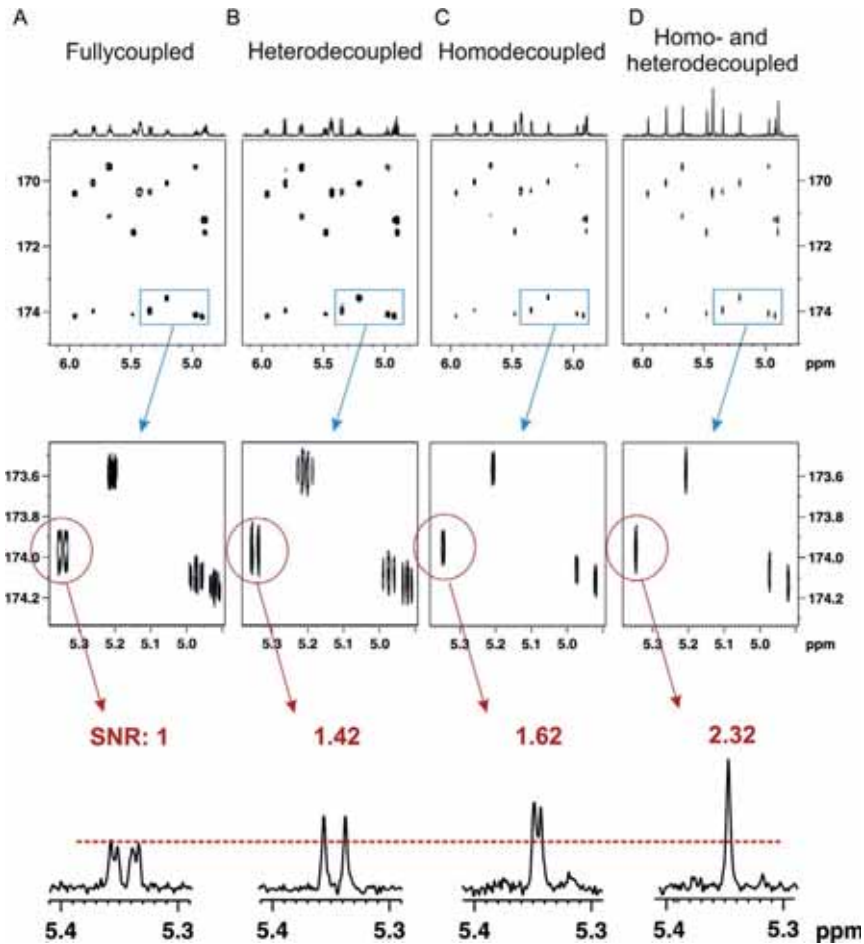 A B C D
Fullycoupled Heterodecoupled Homodecoupled Homo- and
heterodecoupled
170 170
172 172
174 174
6.0 5.5 5.0 6.0 5.5 5.0 6.0 5.5 5.0 6.0 5.5 5.0 ppm
173.6 173.6
173.8 173.8
174.0 174.0
174.2 174.2
5.3 5.2 5.1 5.0 5.3 5.2 5.1 5.0 5.3 5.2 5.1 5.0 5.3 5.2 5.1 5.0 ppm
SNR: 1 1.42 1.62 2.32
5.4 5.3 5.4 5.3 5.4 5.3 5.4 5.3 ppm